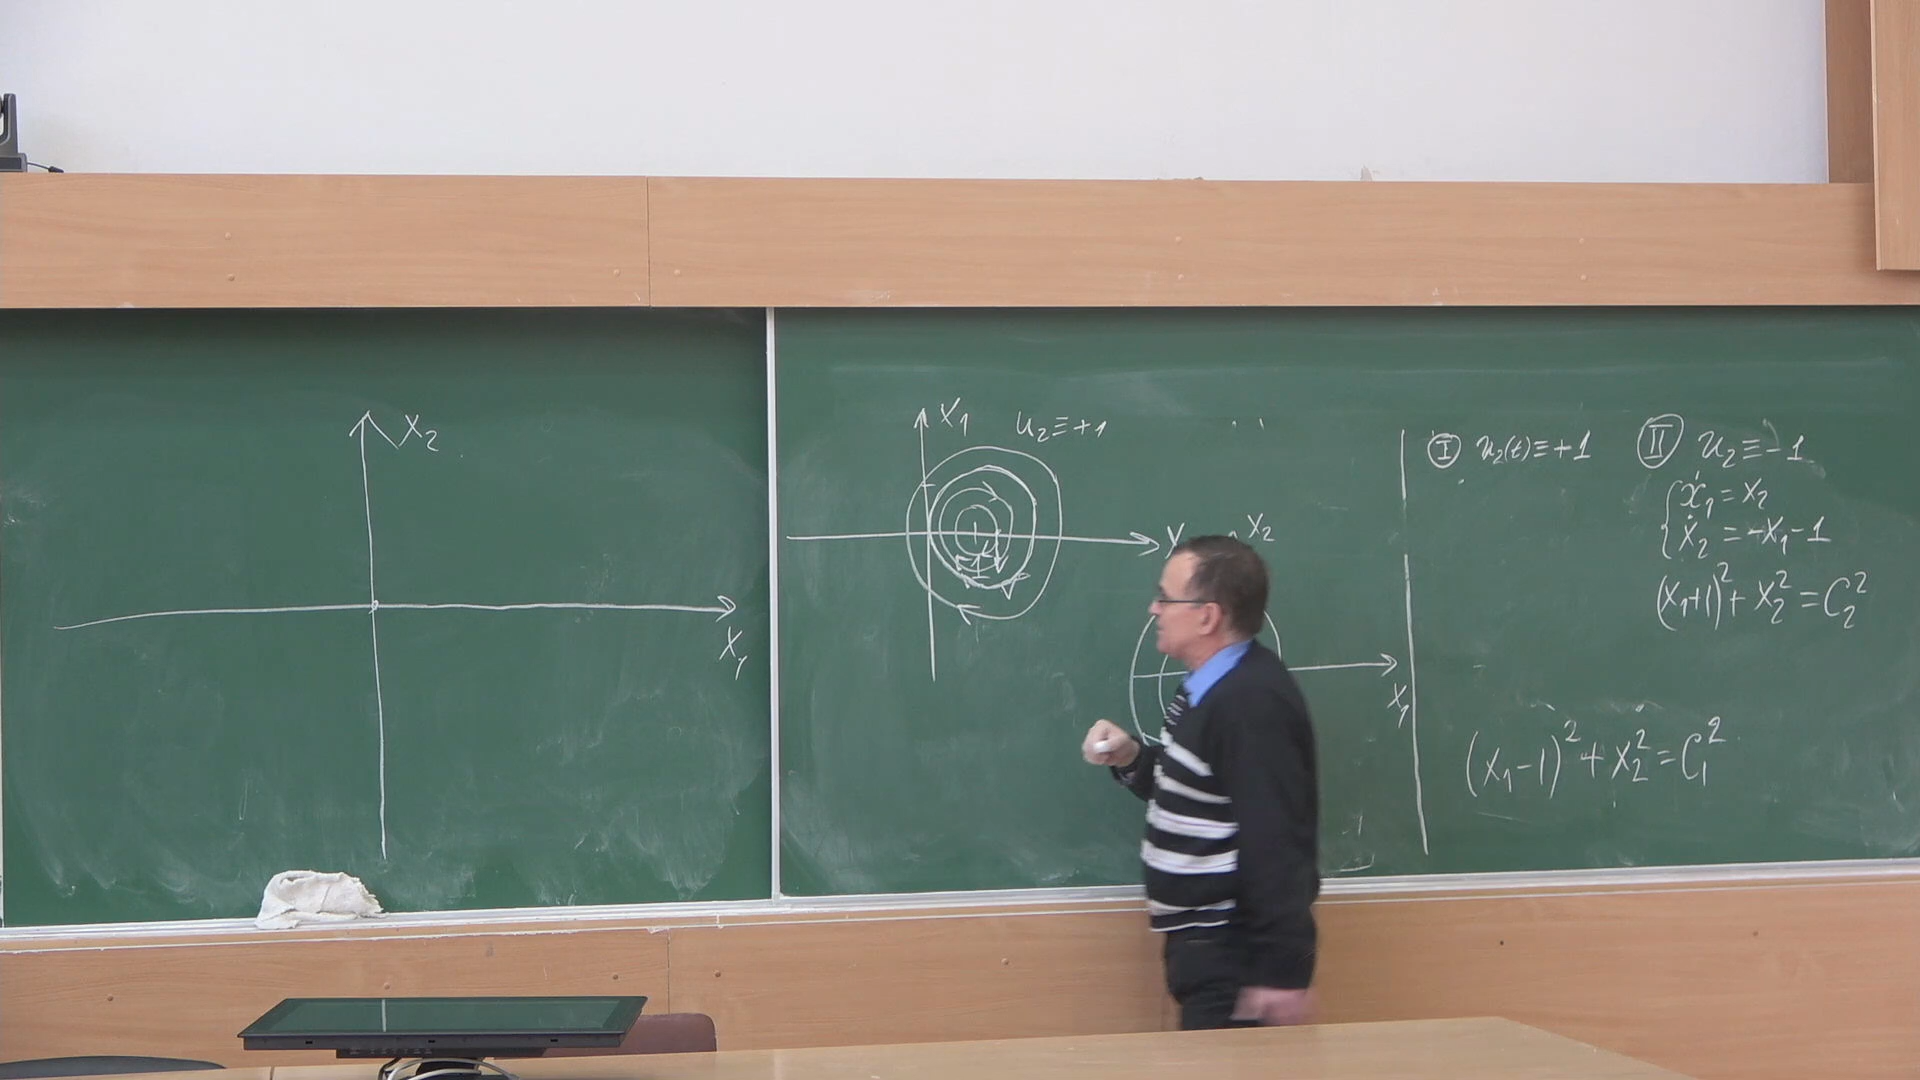 x₂
x₁
x₁ u₂≡+1
1
x₂
x₁
Ⓘ u₂(t)≡+1
(x₁-1)²+x₂²=C₁²
Ⅱ u₂≡-1
ẋ₁=x₂
ẋ₂=-x₁-1
(x₁+1)²+x₂²=C₂²